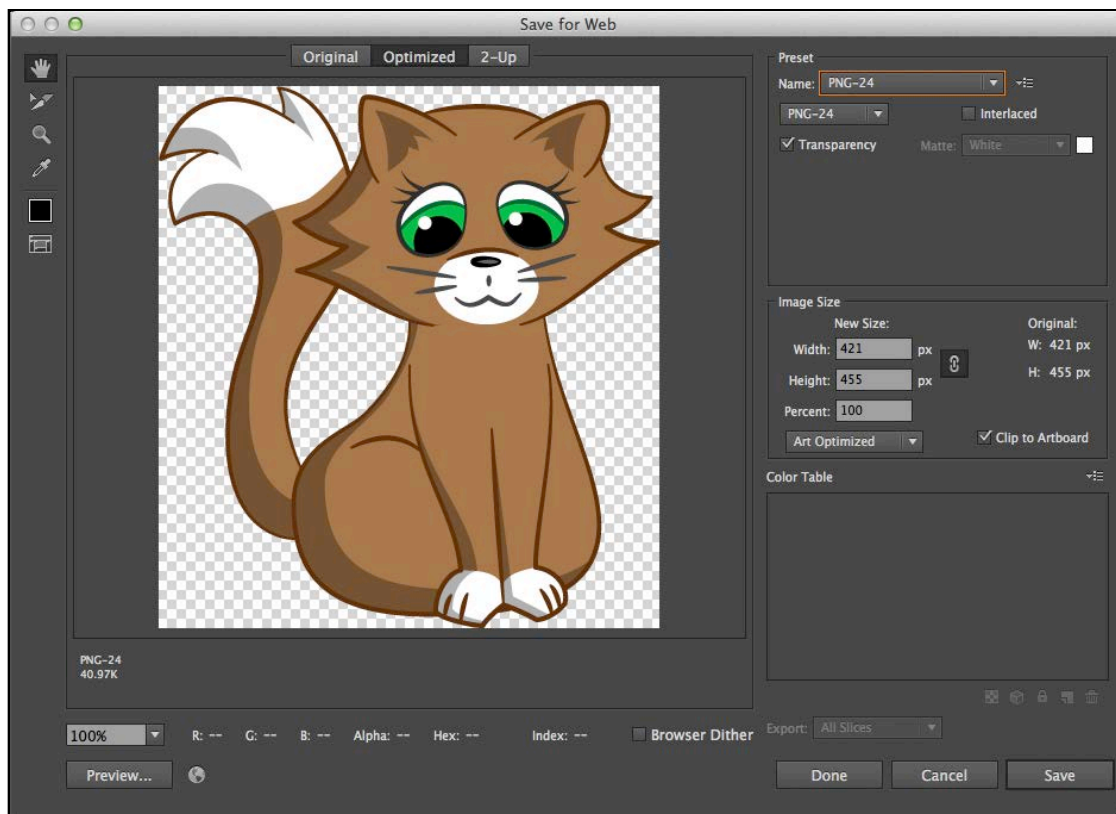 Save for Web
Original Optimized 2-Up
Preset
Name: PNG-24
PNG-24 Interlaced
Transparency Matte: White
Image Size
New Size: Original:
Width: 421 px W: 421 px
Height: 455 px H: 455 px
Percent: 100
Art Optimized Clip to Artboard
Color Table
PNG-24
40.97K
100% R: -- G: -- B: -- Alpha: -- Hex: -- Index: -- Browser Dither Export: All Slices
Preview... Done Cancel Save